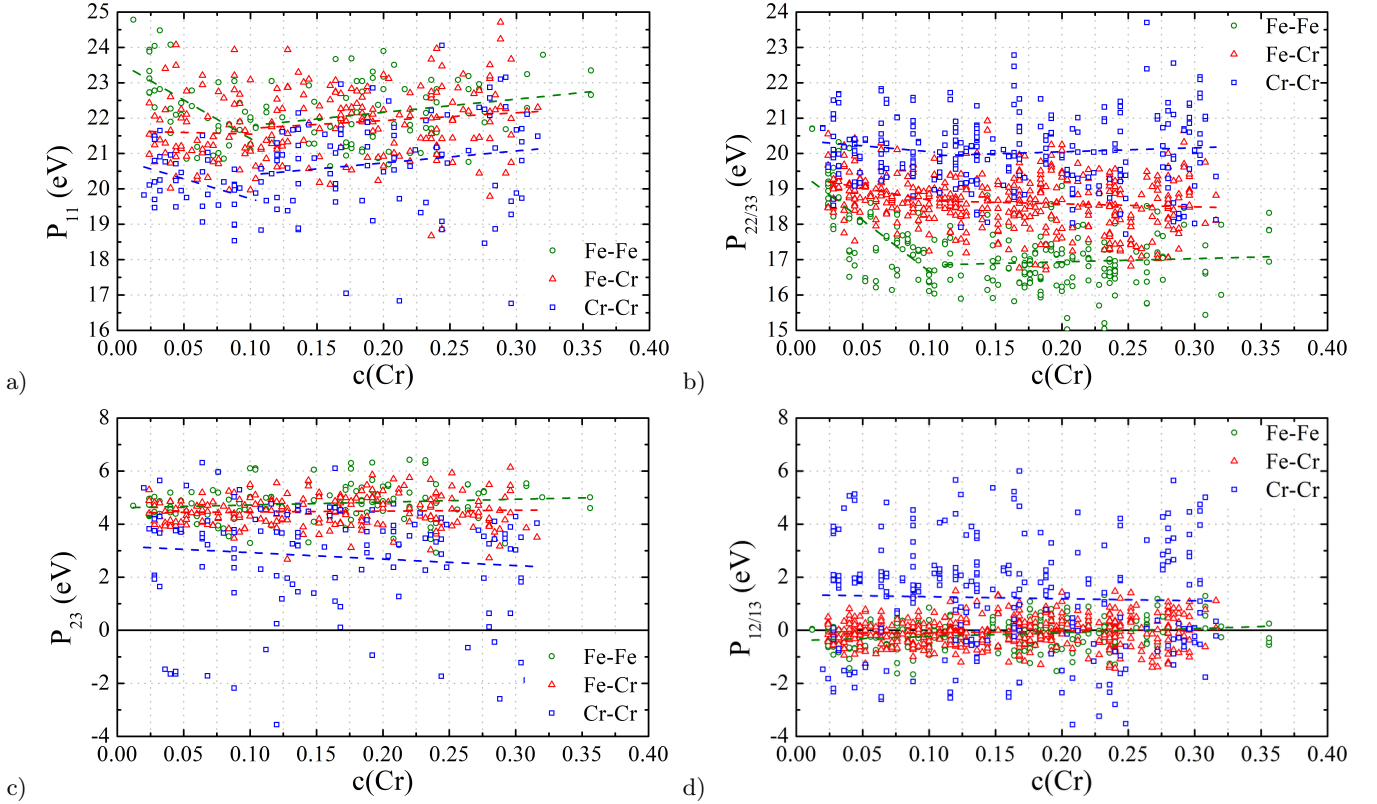 25
24
23
22
21
20
19
18
17
16
P11 (eV)
Fe-Fe
Fe-Cr
Cr-Cr
0.00 0.05 0.10 0.15 0.20 0.25 0.30 0.35 0.40
c(Cr)
a)
24
23
22
21
20
19
18
17
16
15
P22/33 (eV)
Fe-Fe
Fe-Cr
Cr-Cr
0.00 0.05 0.10 0.15 0.20 0.25 0.30 0.35 0.40
c(Cr)
b)
8
6
4
2
0
-2
-4
P23 (eV)
Fe-Fe
Fe-Cr
Cr-Cr
0.00 0.05 0.10 0.15 0.20 0.25 0.30 0.35 0.40
c(Cr)
c)
8
6
4
2
0
-2
-4
P12/13 (eV)
Fe-Fe
Fe-Cr
Cr-Cr
0.00 0.05 0.10 0.15 0.20 0.25 0.30 0.35 0.40
c(Cr)
d)